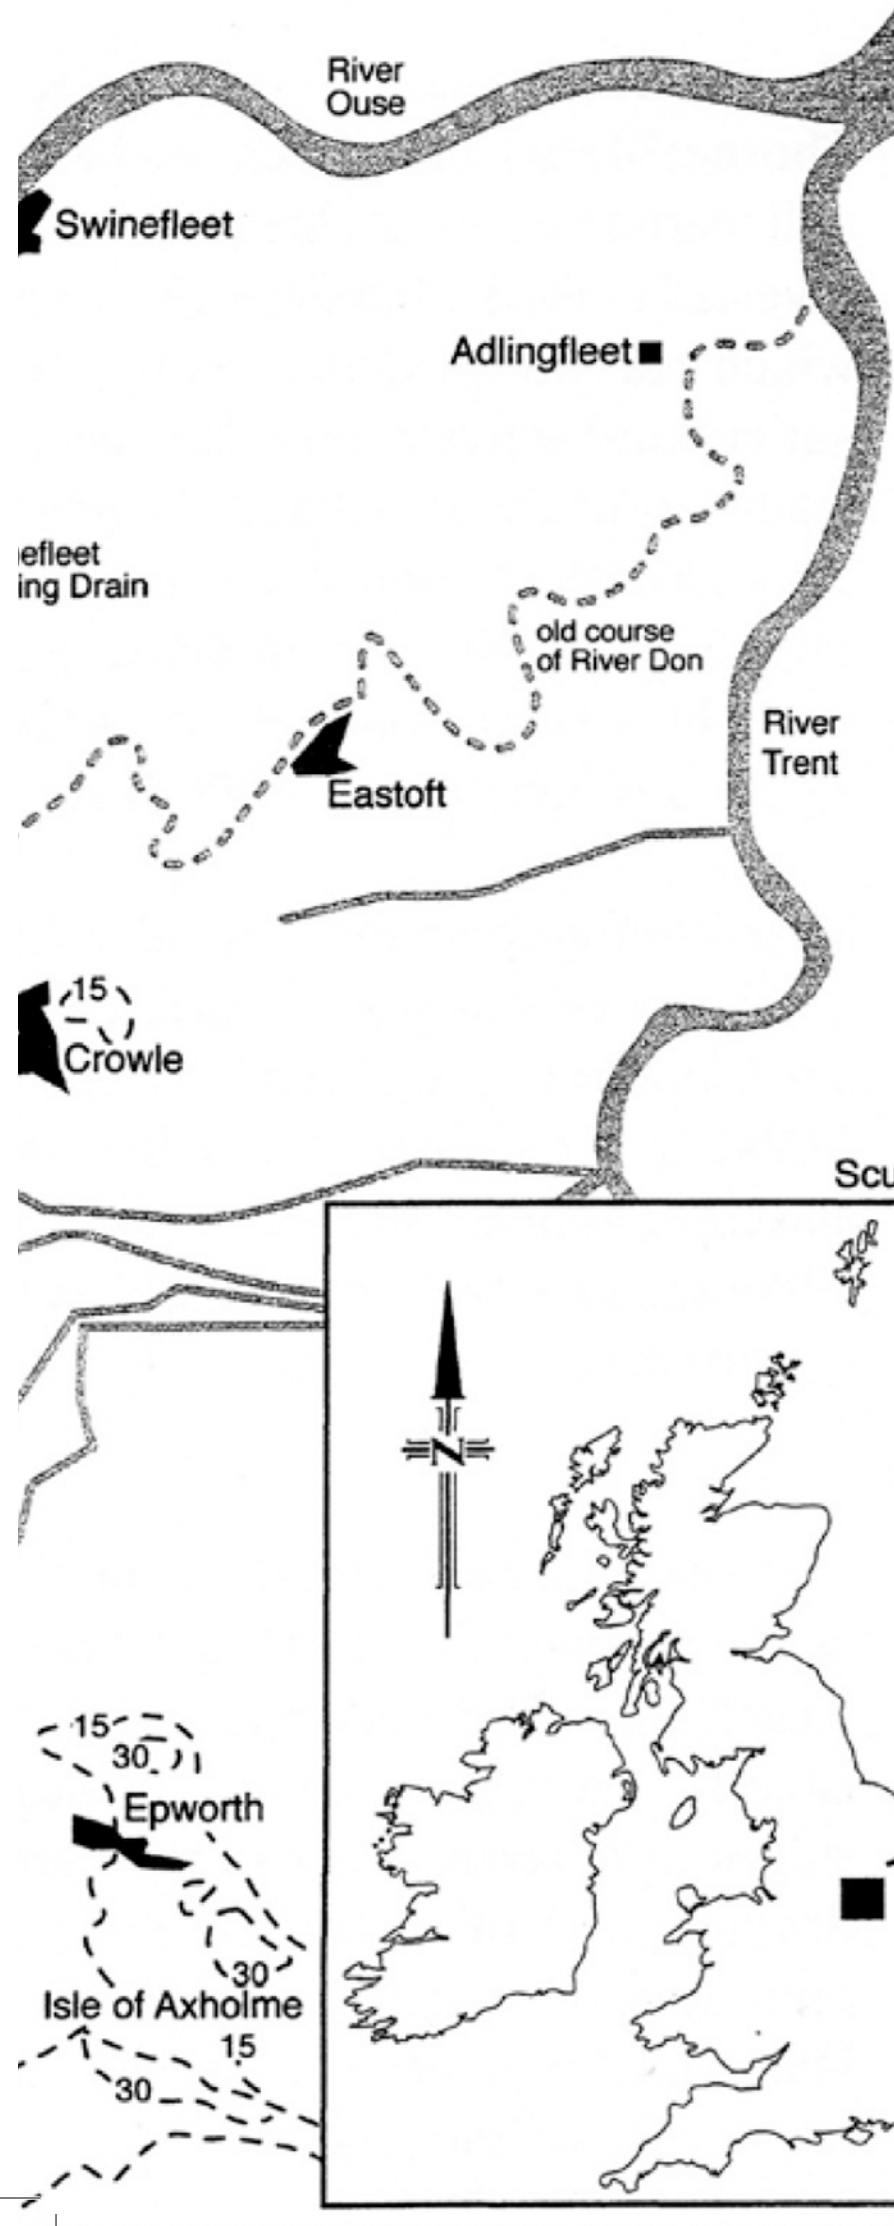 River
Ouse
Swinefleet
Adlingfleet
efleet
ing Drain
old course
of River Don
River
Trent
Eastoft
15
Crowle
Scu
N
15
30
Epworth
30
Isle of Axholme
15
30